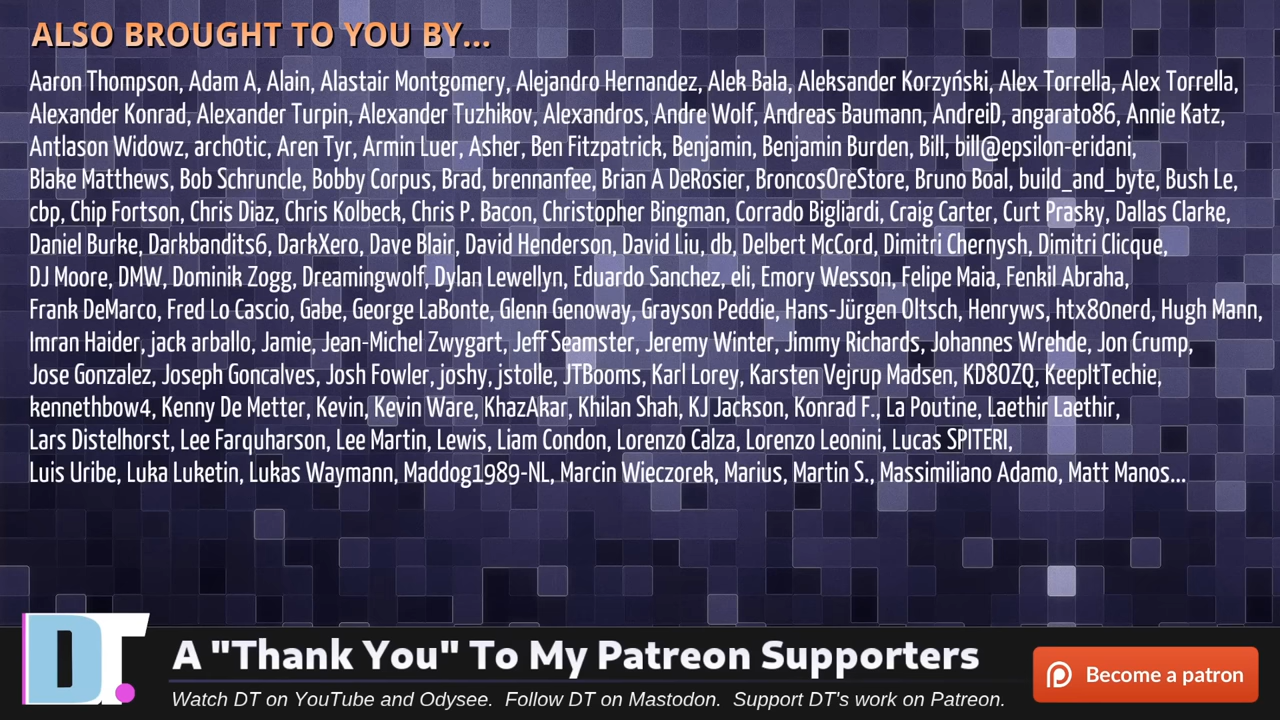 ALSO BROUGHT TO YOU BY...
Aaron Thompson, Adam A, Alain, Alastair Montgomery, Alejandro Hernandez, Alek Bala, Aleksander Korzyński, Alex Torrella, Alex Torrella,
Alexander Konrad, Alexander Turpin, Alexander Tuzhikov, Alexandros, Andre Wolf, Andreas Baumann, AndreiD, angarato86, Annie Katz,
Antlason Widowz, arch0tic, Aren Tyr, Armin Luer, Asher, Ben Fitzpatrick, Benjamin, Benjamin Burden, Bill, bill@epsilon-eridani,
Blake Matthews, Bob Schruncle, Bobby Corpus, Brad, brennanfee, Brian A DeRosier, BroncosOreStore, Bruno Boal, build_and_byte, Bush Le,
cbp, Chip Fortson, Chris Diaz, Chris Kolbeck, Chris P. Bacon, Christopher Bingman, Corrado Bigliardi, Craig Carter, Curt Prasky, Dallas Clarke,
Daniel Burke, Darkbandits6, DarkXero, Dave Blair, David Henderson, David Liu, db, Delbert McCord, Dimitri Chernysh, Dimitri Clicque,
DJ Moore, DMW, Dominik Zogg, Dreamingwolf, Dylan Lewellyn, Eduardo Sanchez, eli, Emory Wesson, Felipe Maia, Fenkil Abraha,
Frank DeMarco, Fred Lo Cascio, Gabe, George LaBonte, Glenn Genoway, Grayson Peddie, Hans-Jürgen Oltsch, Henryws, htx80nerd, Hugh Mann,
Imran Haider, jack arballo, Jamie, Jean-Michel Zwygart, Jeff Seamster, Jeremy Winter, Jimmy Richards, Johannes Wrehde, Jon Crump,
Jose Gonzalez, Joseph Goncalves, Josh Fowler, joshy, jstolle, JTBooms, Karl Lorey, Karsten Vejrup Madsen, KD8OZQ, KeepItTechie,
kennethbow4, Kenny De Metter, Kevin, Kevin Ware, KhazAkar, Khilan Shah, KJ Jackson, Konrad F., La Poutine, Laethir Laethir,
Lars Distelhorst, Lee Farquharson, Lee Martin, Lewis, Liam Condon, Lorenzo Calza, Lorenzo Leonini, Lucas SPITERI,
Luis Uribe, Luka Luketin, Lukas Waymann, Maddog1989-NL, Marcin Wieczorek, Marius, Martin S., Massimiliano Adamo, Matt Manos...
DT.
A "Thank You" To My Patreon Supporters
Watch DT on YouTube and Odysee. Follow DT on Mastodon. Support DT's work on Patreon.
Become a patron